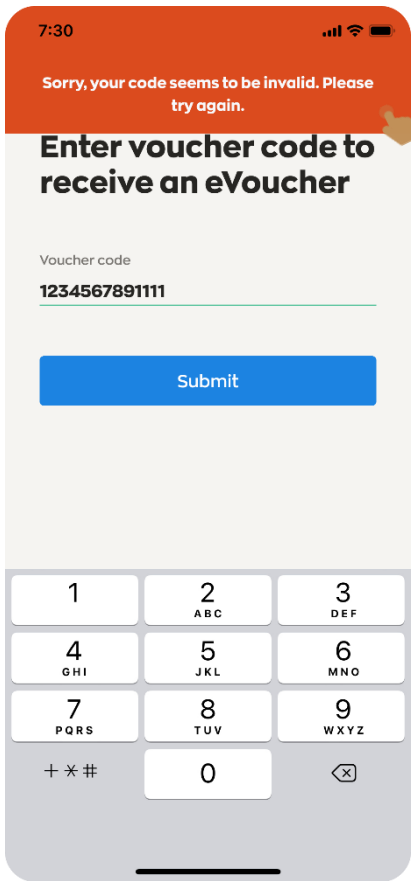 7:30
Sorry, your code seems to be invalid. Please
try again.
Enter voucher code to
receive an eVoucher
Voucher code
1234567891111
Submit
1
2
ABC
3
DEF
4
GHI
5
JKL
6
MNO
7
PQRS
8
TUV
9
WXYZ
+*#
0